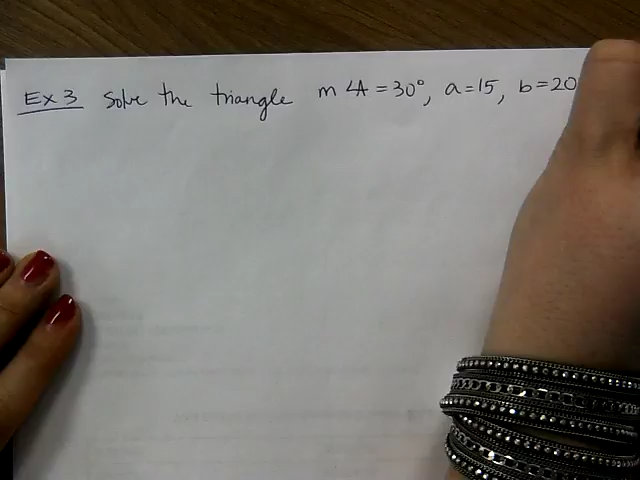 Ex 3 Solve the triangle m∠A = 30°, a = 15, b = 20